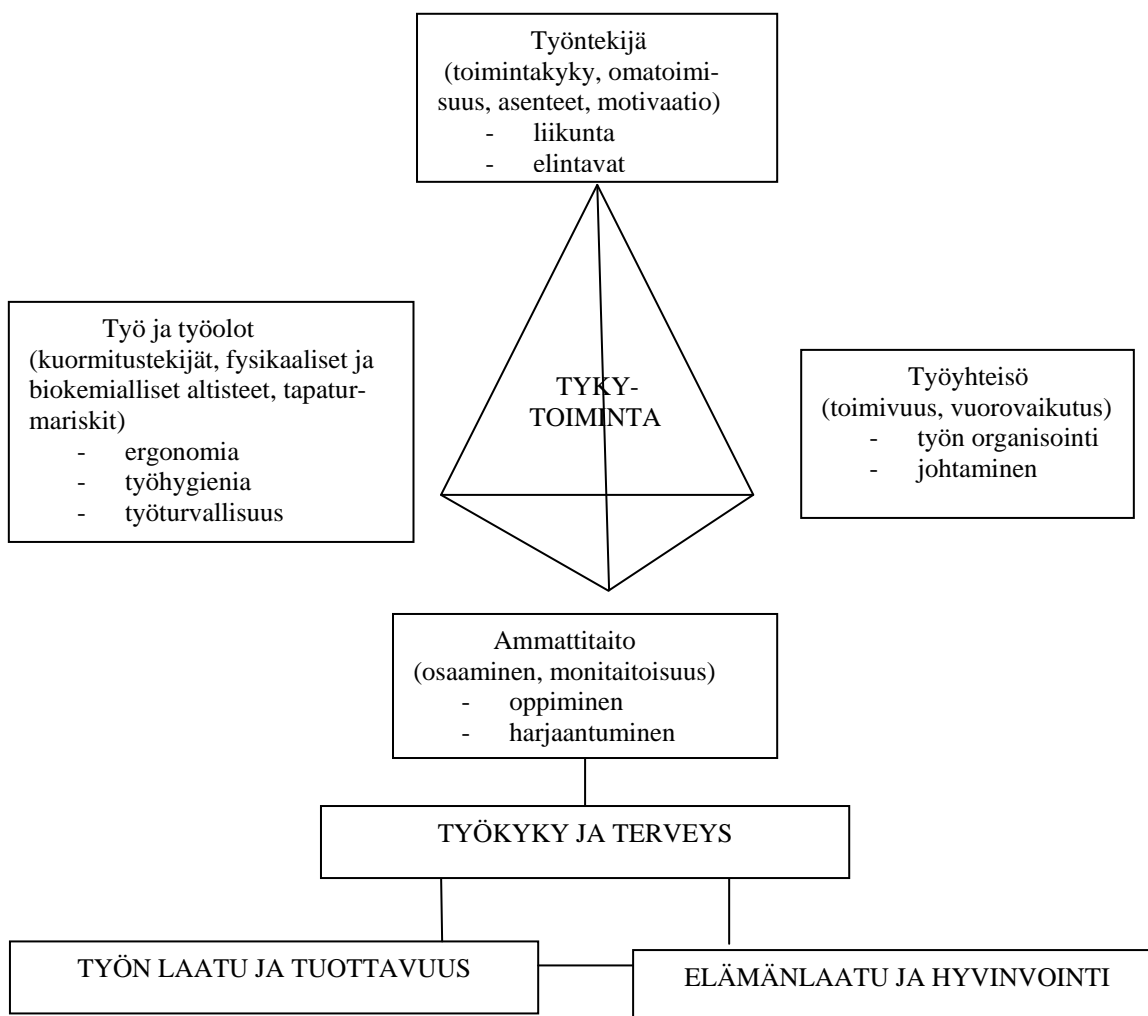 Työntekijä
(toimintakyky, omatoimi-
suus, asenteet, motivaatio)
- liikunta
- elintavat
Työ ja työolot
(kuormitustekijät, fysikaaliset ja
biokemialliset altisteet, tapatur-
mariskit)
- ergonomia
- työhygienia
- työturvallisuus
TYKY-
TOIMINTA
Työyhteisö
(toimivuus, vuorovaikutus)
- työn organisointi
- johtaminen
Ammattitaito
(osaaminen, monitaitoisuus)
- oppiminen
- harjaantuminen
TYÖKYKY JA TERVEYS
TYÖN LAATU JA TUOTTAVUUS
ELÄMÄNLAATU JA HYVINVOINTI